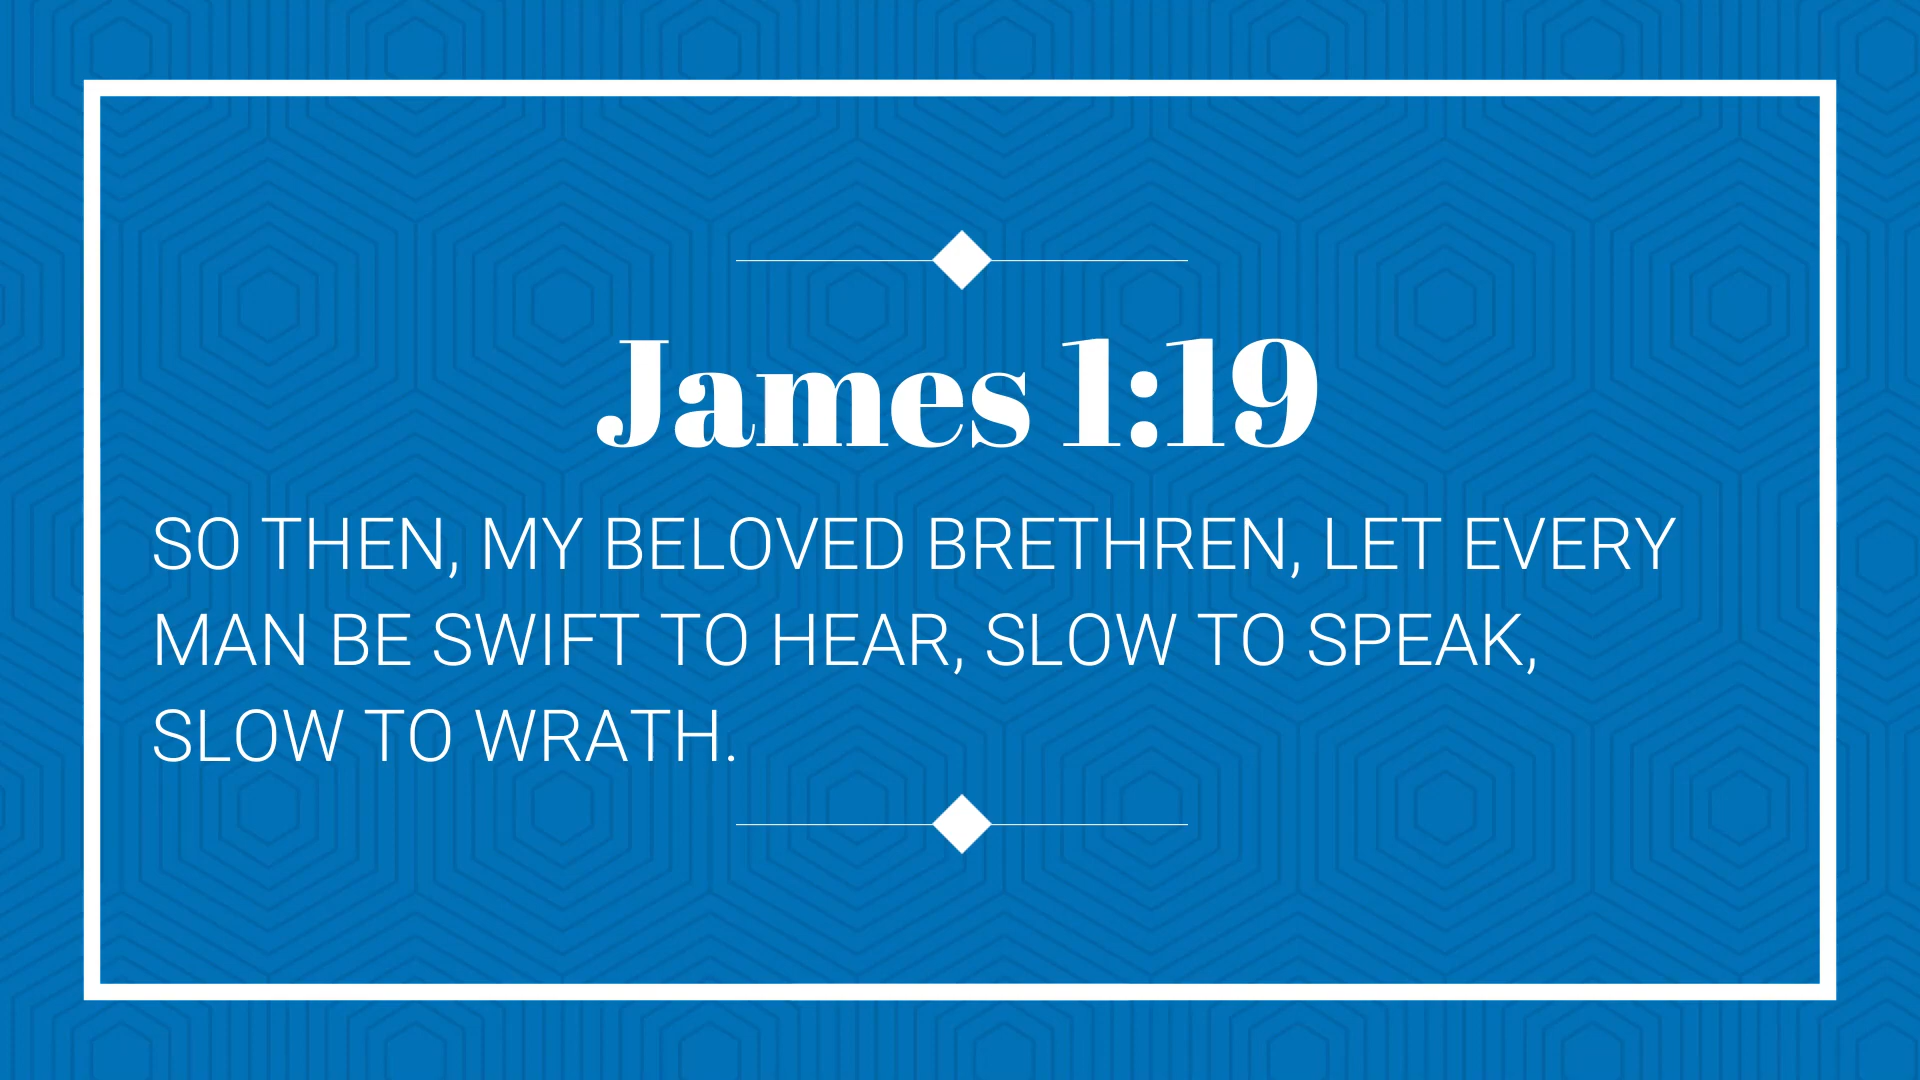 James 1:19
SO THEN, MY BELOVED BRETHREN, LET EVERY
MAN BE SWIFT TO HEAR, SLOW TO SPEAK,
SLOW TO WRATH.